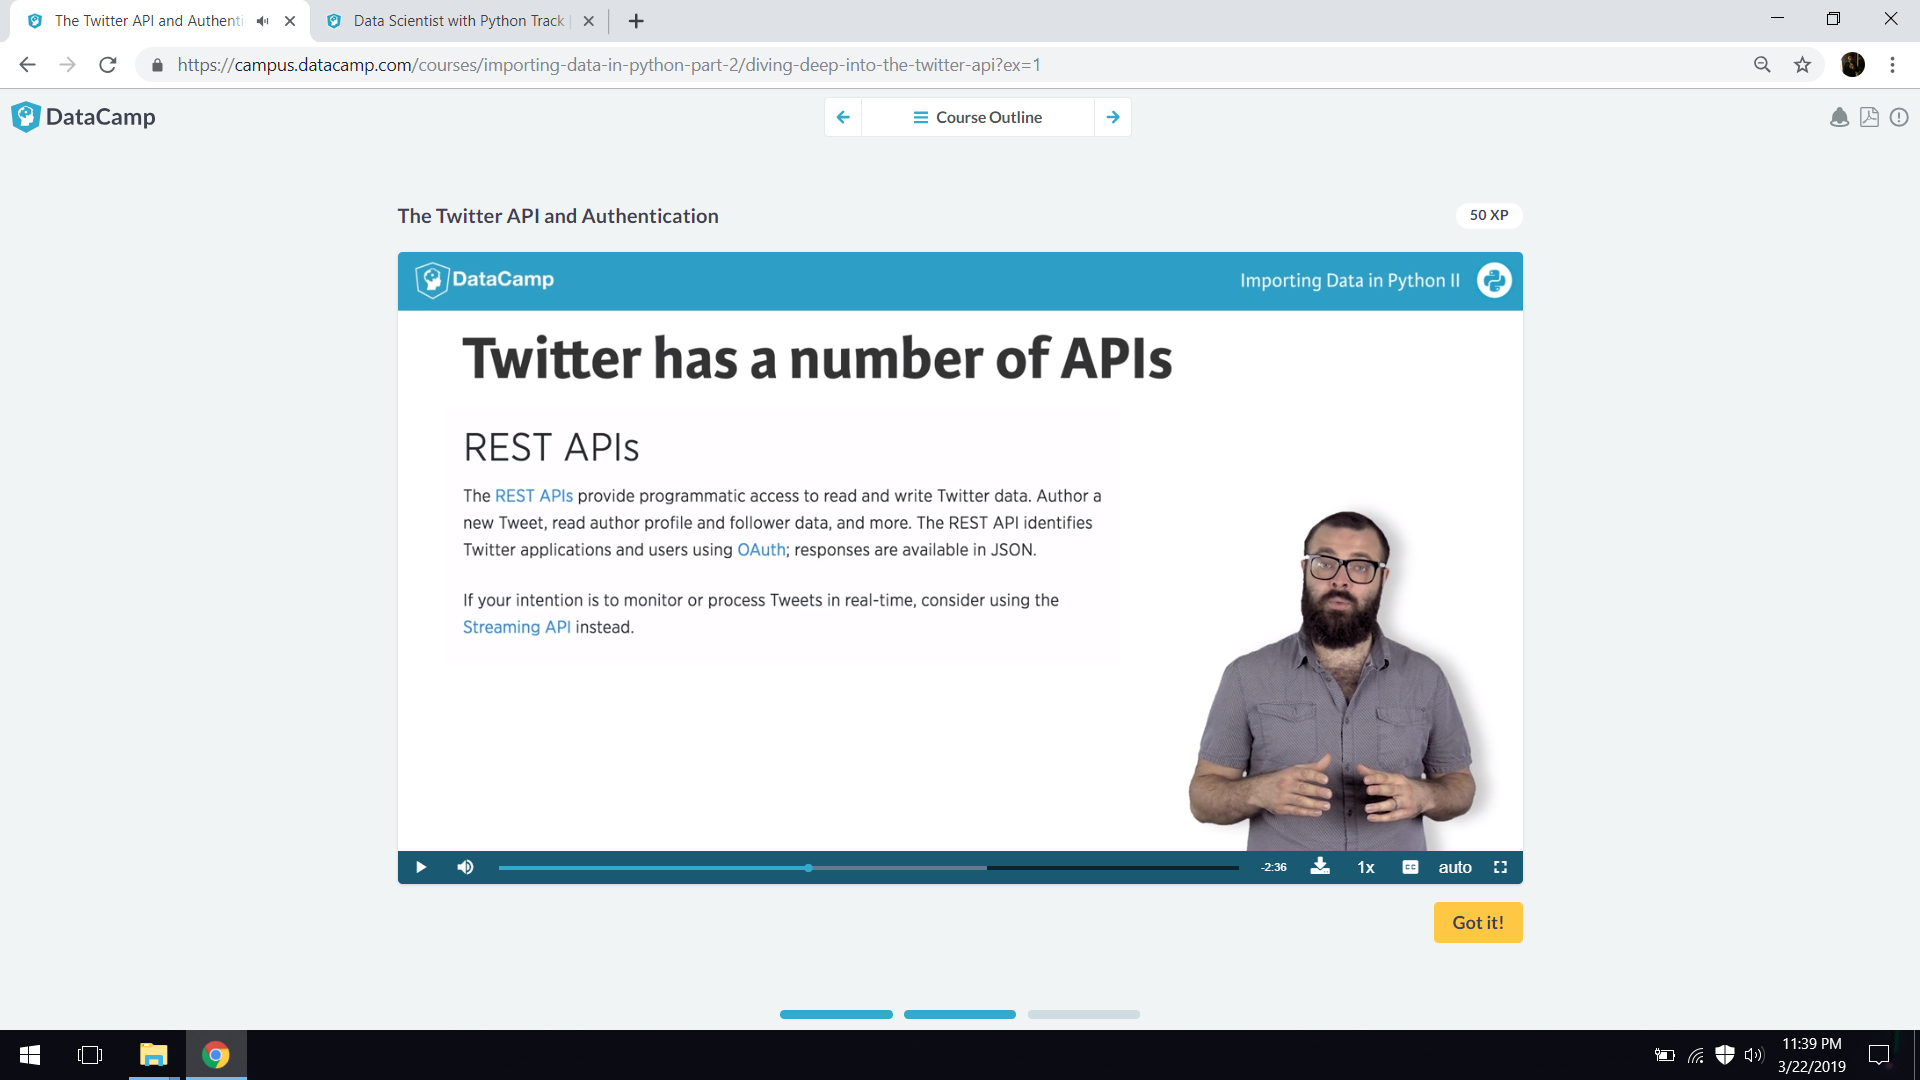 The Twitter API and Authenti
Data Scientist with Python Track
https://campus.datacamp.com/courses/importing-data-in-python-part-2/diving-deep-into-the-twitter-api?ex=1
DataCamp
Course Outline
The Twitter API and Authentication
50 XP
DataCamp
Importing Data in Python II
Twitter has a number of APIs
REST APIs
The REST APIs provide programmatic access to read and write Twitter data. Author a
new Tweet, read author profile and follower data, and more. The REST API identifies
Twitter applications and users using OAuth; responses are available in JSON.
If your intention is to monitor or process Tweets in real-time, consider using the
Streaming API instead.
-2:36
1x
CC
auto
Got it!
11:39 PM
3/22/2019